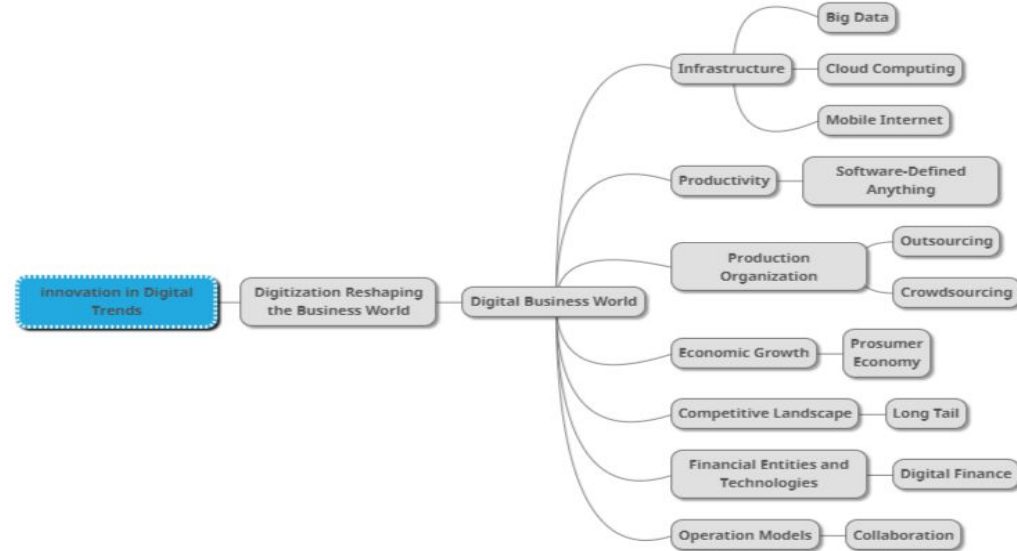 Big Data
Infrastructure
Cloud Computing
Mobile Internet
Productivity
Software-Defined
Anything
Production
Organization
Outsourcing
Crowdsourcing
innovation in Digital
Trends
Digitization Reshaping
the Business World
Digital Business World
Economic Growth
Prosumer
Economy
Competitive Landscape
Long Tail
Financial Entities and
Technologies
Digital Finance
Operation Models
Collaboration